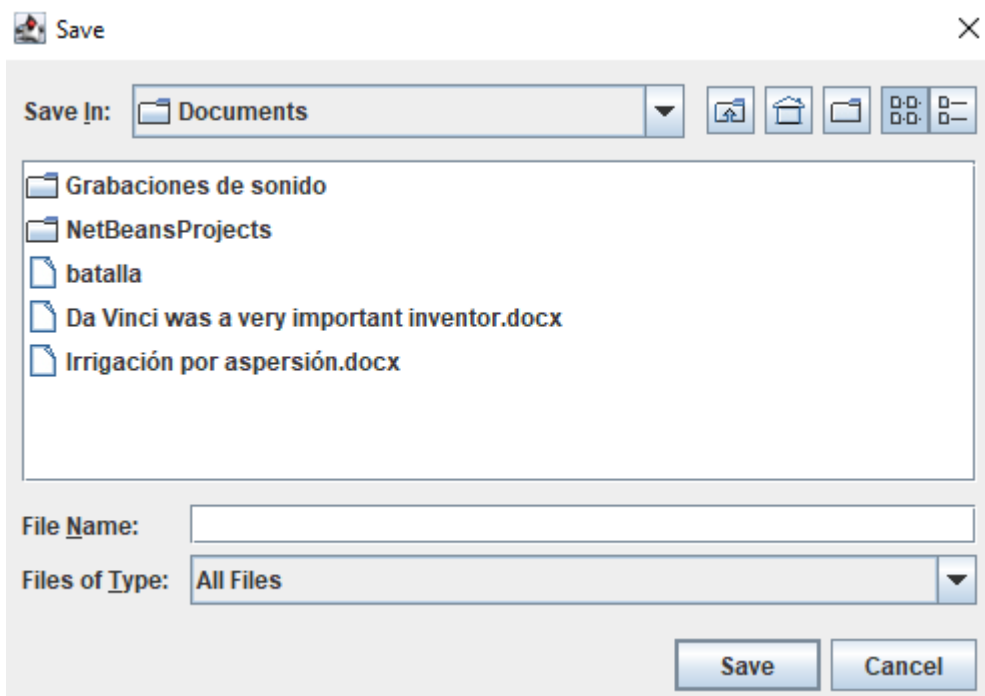 Save
Save In: Documents
Grabaciones de sonido
NetBeansProjects
batalla
Da Vinci was a very important inventor.docx
Irrigación por aspersión.docx
File Name:
Files of Type: All Files
Save Cancel